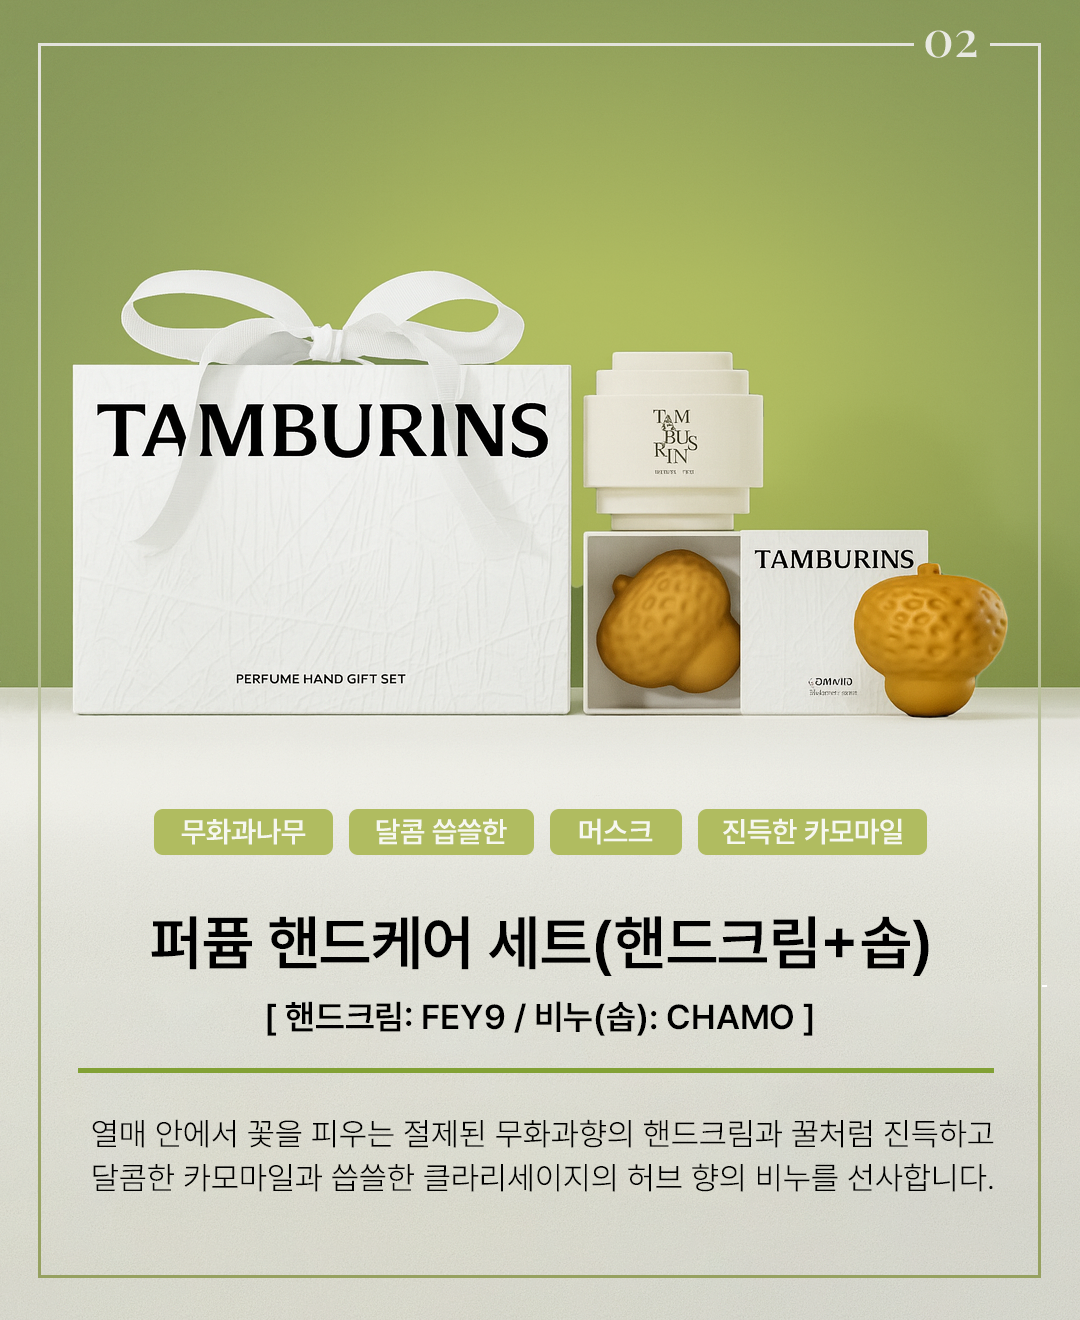 02
TAMBURINS
PERFUME HAND GIFT SET
TAM
BUS
RIN
TAMBURINS
무화과나무
달콤 씁쓸한
머스크
진득한 카모마일
퍼퓸 핸드케어 세트(핸드크림+솝)
[ 핸드크림: FEY9 / 비누(솝): CHAMO ]
열매 안에서 꽃을 피우는 절제된 무화과향의 핸드크림과 꿀처럼 진득하고
달콤한 카모마일과 씁쓸한 클라리세이지의 허브 향의 비누를 선사합니다.